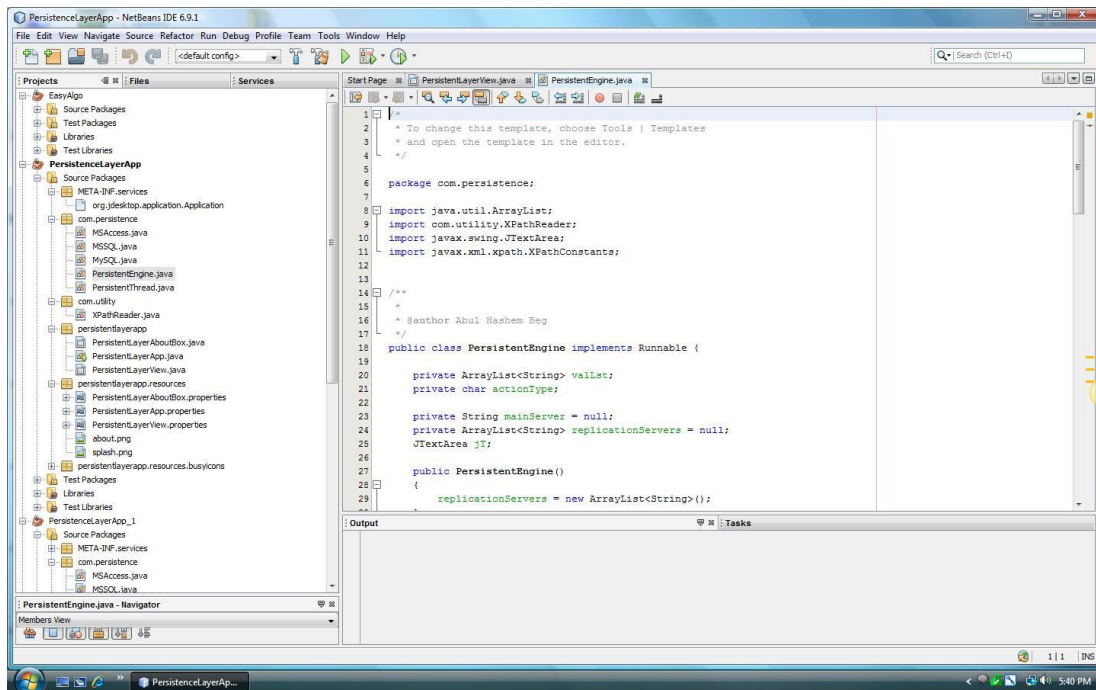 PersistenceLayerApp - NetBeans IDE 6.9.1
File Edit View Navigate Source Refactor Run Debug Profile Team Tools Window Help
<default config>
Search (Ctrl+I)
Projects
Files
Services
Start Page
PersistentLayerView.java
PersistentEngine.java
EasyAlgo
Source Packages
Test Packages
Libraries
Test Libraries
PersistenceLayerApp
Source Packages
META-INF.services
org.jdesktop.application.Application
com.persistence
MSAccess.java
MSSQL.java
MySQL.java
PersistentEngine.java
PersistentThread.java
com.utility
XPathReader.java
persistentlayerapp
PersistentLayerAboutBox.java
PersistentLayerApp.java
PersistentLayerView.java
persistentlayerapp.resources
PersistentLayerAboutBox.properties
PersistentLayerApp.properties
PersistentLayerView.properties
about.png
splash.png
persistentlayerapp.resources.busyicons
Test Packages
Libraries
Test Libraries
PersistenceLayerApp_1
Source Packages
META-INF.services
com.persistence
MSAccess.java
MSSQL.java
PersistentEngine.java - Navigator
Members View
1 /*
2 * To change this template, choose Tools | Templates
3 * and open the template in the editor.
4 */
5
6 package com.persistence;
7
8 import java.util.ArrayList;
9 import com.utility.XPathReader;
10 import javax.swing.JTextArea;
11 import javax.xml.xpath.XPathConstants;
12
13
14 /**
15 *
16 * @author Abul Hashem Beg
17 */
18 public class PersistentEngine implements Runnable {
19
20 private ArrayList<String> valLst;
21 private char actionType;
22
23 private String mainServer = null;
24 private ArrayList<String> replicationServers = null;
25 JTextArea jT;
26
27 public PersistentEngine()
28 {
29 replicationServers = new ArrayList<String>();
Output
Tasks
1|1 INS
PersistenceLayerAp...
5:40 PM